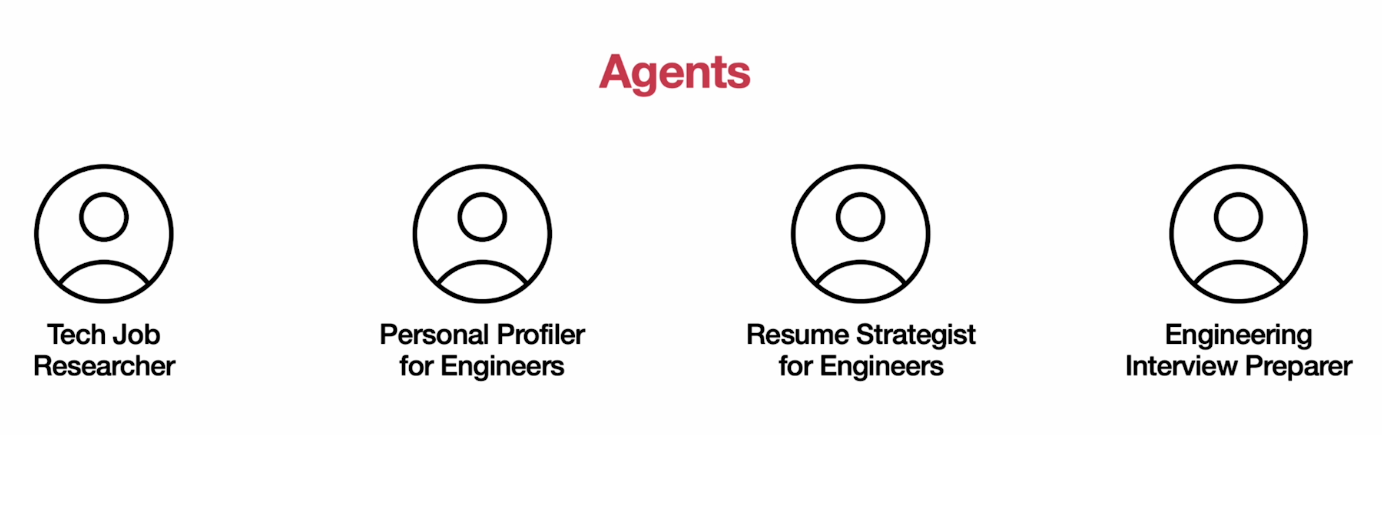 Agents
Tech Job
Researcher
Personal Profiler
for Engineers
Resume Strategist
for Engineers
Engineering
Interview Preparer